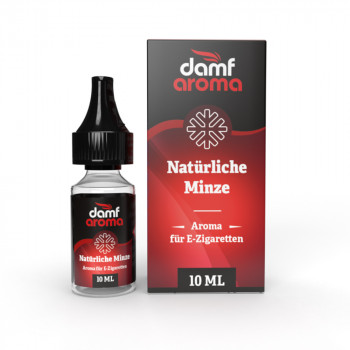 damf
aroma
Natürliche
Minze
Aroma
für E-Zigaretten
10 ML
damf
aroma
Natürliche Minze
Aroma für E-Zigaretten
10 ML